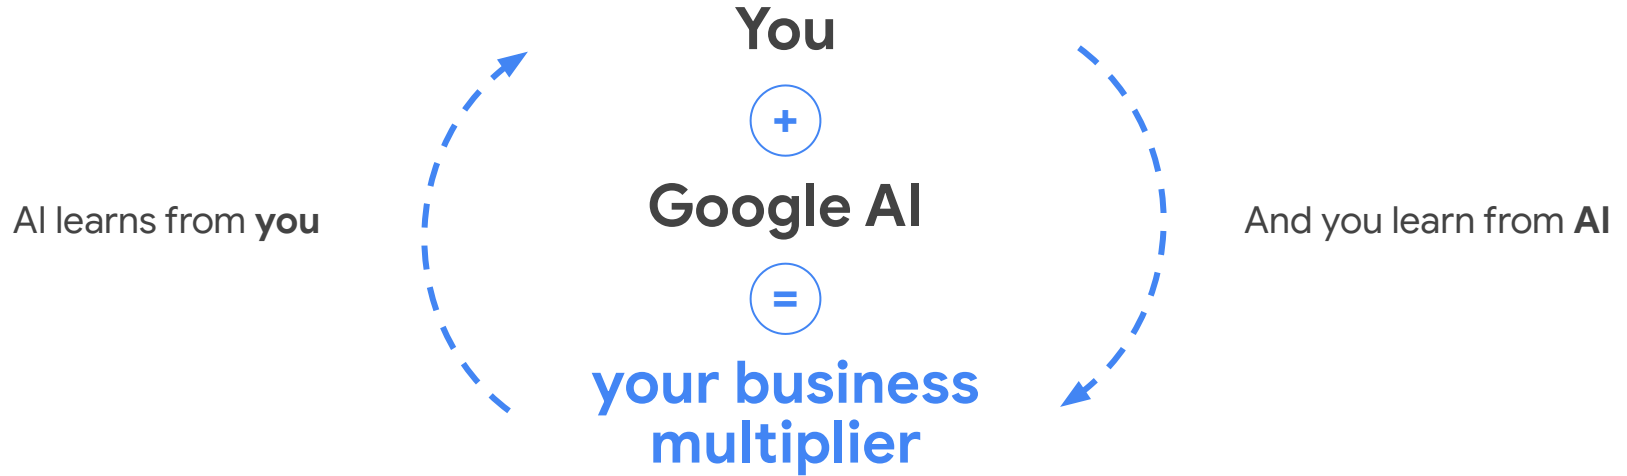 You
+
Google AI
AI learns from you
And you learn from AI
=
your business
multiplier